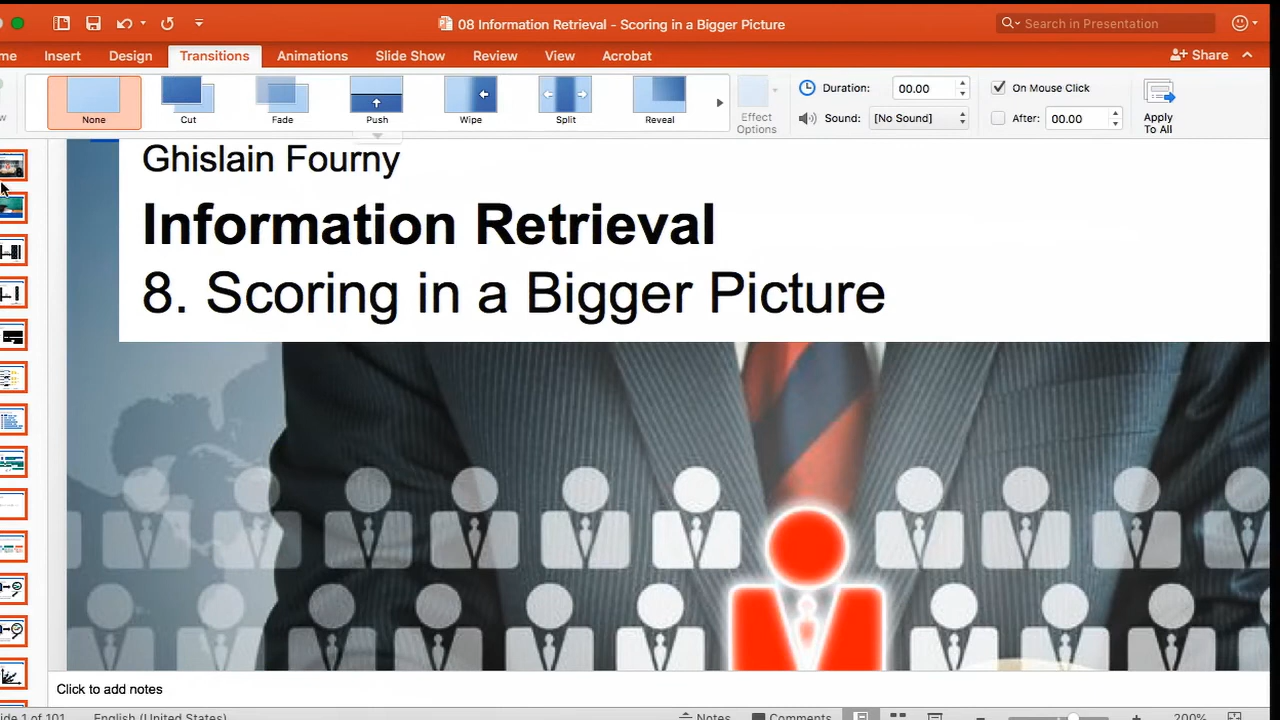 08 Information Retrieval - Scoring in a Bigger Picture
Search in Presentation
Insert Design Transitions Animations Slide Show Review View Acrobat
Share
None Cut Fade Push Wipe Split Reveal
Effect Options
Duration: 00.00
Sound: [No Sound]
On Mouse Click
After: 00.00
Apply To All
Ghislain Fourny
Information Retrieval
8. Scoring in a Bigger Picture
Click to add notes
1 of 101 English (United States) Notes Comments 200%